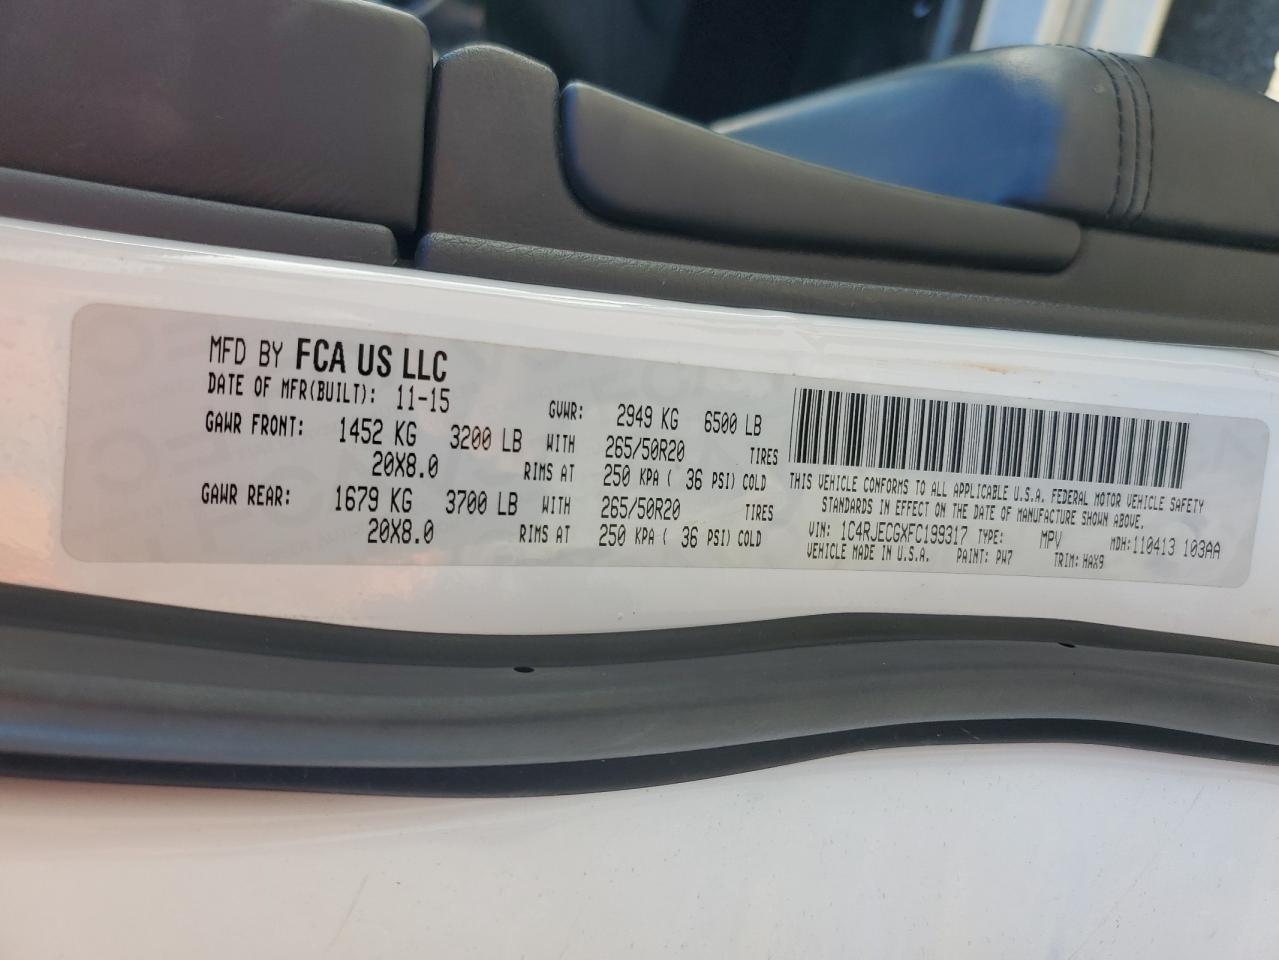 MFD BY FCA US LLC
DATE OF MFR(BUILT): 11-15 GVWR: 2949 KG 6500 LB
GAWR FRONT: 1452 KG 3200 LB WITH 265/50R20 TIRES
20X8.0 RIMS AT 250 KPA ( 36 PSI) COLD
GAWR REAR: 1679 KG 3700 LB WITH 265/50R20 TIRES
20X8.0 RIMS AT 250 KPA ( 36 PSI) COLD
THIS VEHICLE CONFORMS TO ALL APPLICABLE U.S.A. FEDERAL MOTOR VEHICLE SAFETY
STANDARDS IN EFFECT ON THE DATE OF MANUFACTURE SHOWN ABOVE.
VIN: 1C4RJECGXFC199317 TYPE: MPV MDH:110413 103AA
VEHICLE MADE IN U.S.A. PAINT: PW7 TRIM: HAX9